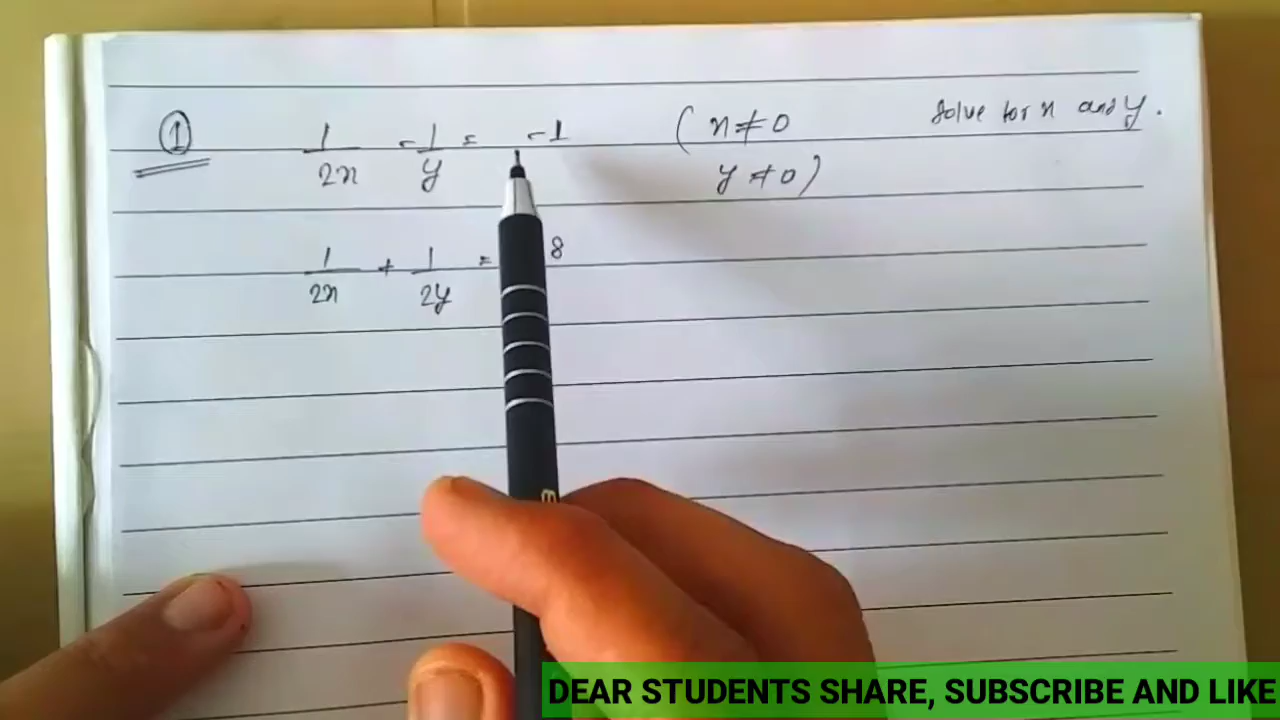 ① 1/2x - 1/y = -1 (x≠0 Solve for x and y.
y≠0)
1/2x + 1/2y = 8
DEAR STUDENTS SHARE, SUBSCRIBE AND LIKE